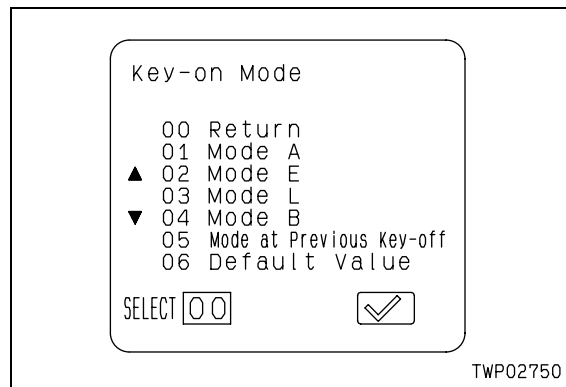 Key-on Mode
00 Return
01 Mode A
▲ 02 Mode E
03 Mode L
▼ 04 Mode B
05 Mode at Previous Key-off
06 Default Value
SELECT 00
TWP02750